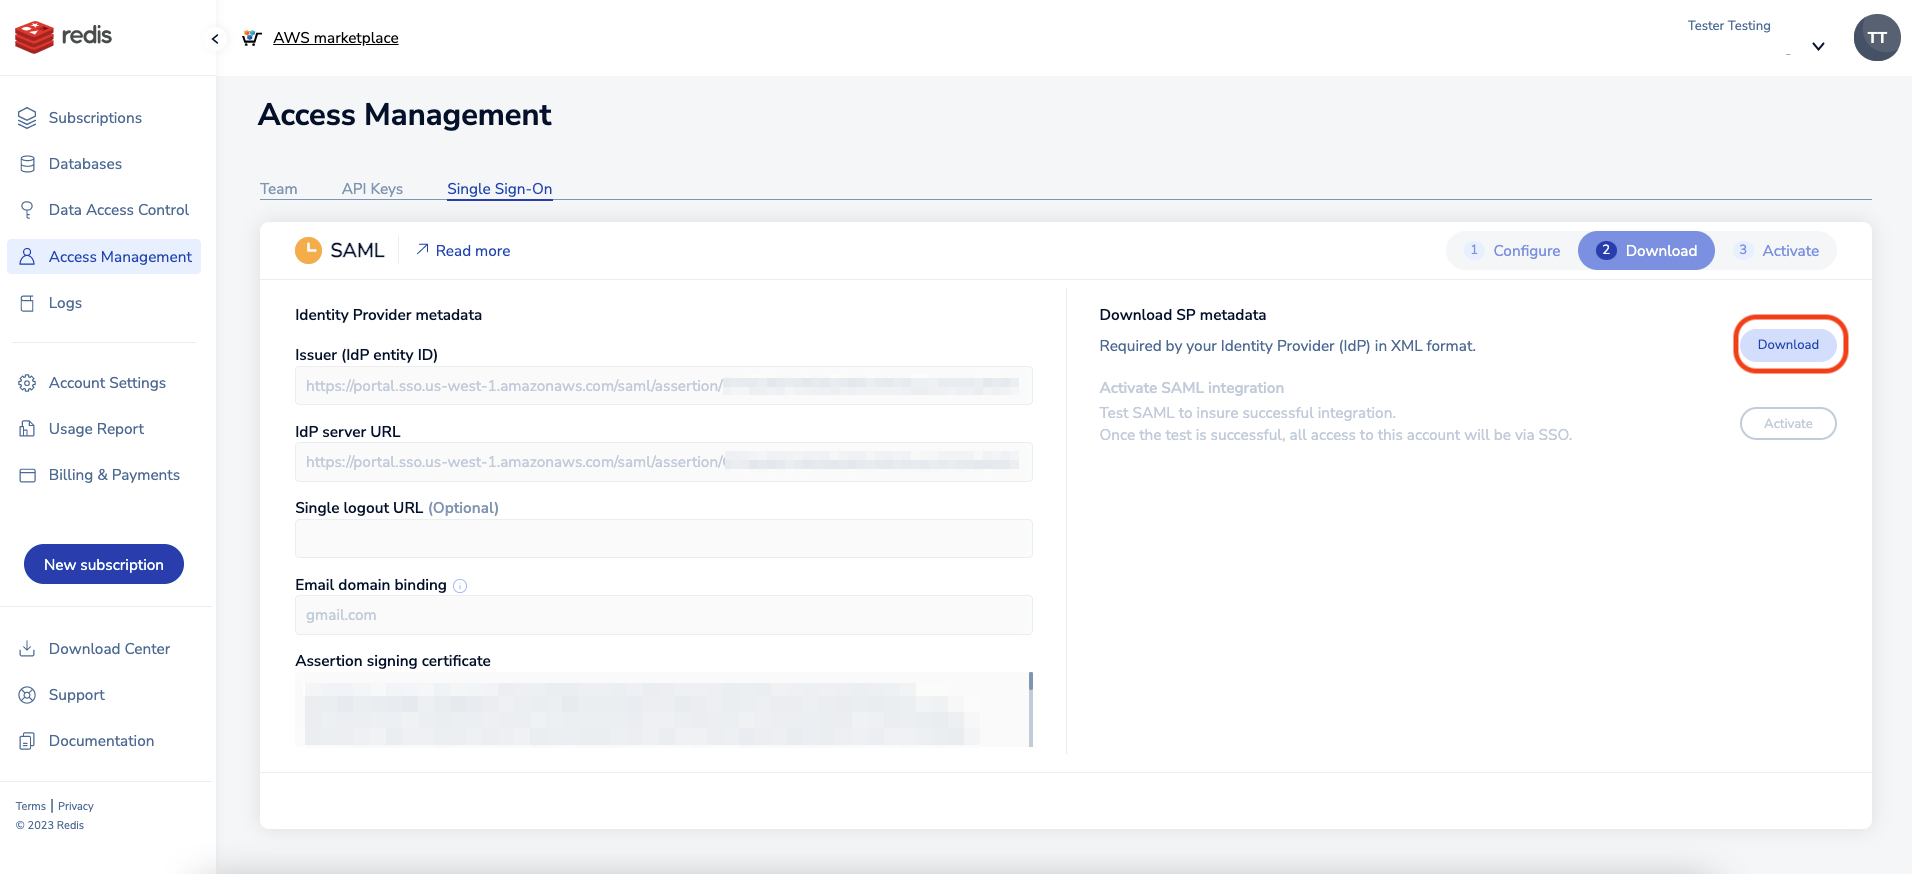 redis
AWS marketplace
Tester Testing
TT
Subscriptions
Databases
Data Access Control
Access Management
Logs
Account Settings
Usage Report
Billing & Payments
New subscription
Download Center
Support
Documentation
Terms | Privacy
© 2023 Redis
Access Management
Team API Keys Single Sign-On
SAML Read more
1 Configure 2 Download 3 Activate
Identity Provider metadata
Issuer (IdP entity ID)
https://portal.sso.us-west-1.amazonaws.com/saml/assertion/
IdP server URL
https://portal.sso.us-west-1.amazonaws.com/saml/assertion/
Single logout URL (Optional)
Email domain binding
gmail.com
Assertion signing certificate
Download SP metadata
Required by your Identity Provider (IdP) in XML format.
Download
Activate SAML integration
Test SAML to insure successful integration.
Once the test is successful, all access to this account will be via SSO.
Activate